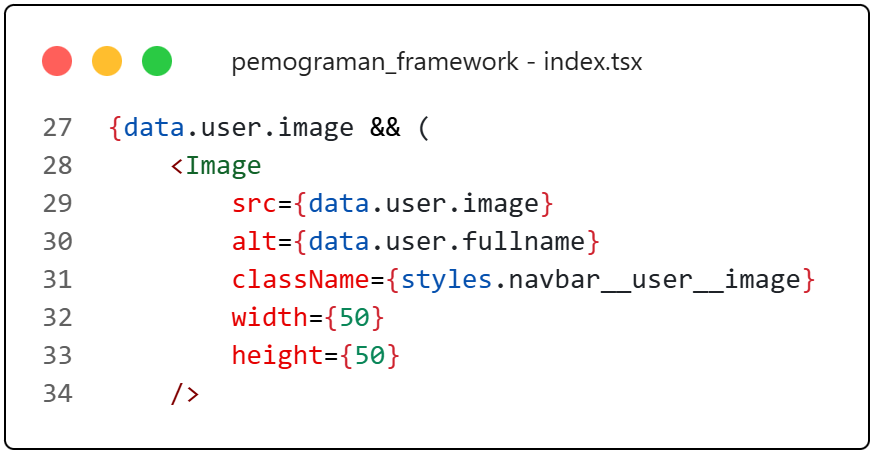 pemograman_framework - index.tsx
27 {data.user.image && (
28     <Image
29         src={data.user.image}
30         alt={data.user.fullname}
31         className={styles.navbar__user__image}
32         width={50}
33         height={50}
34     />